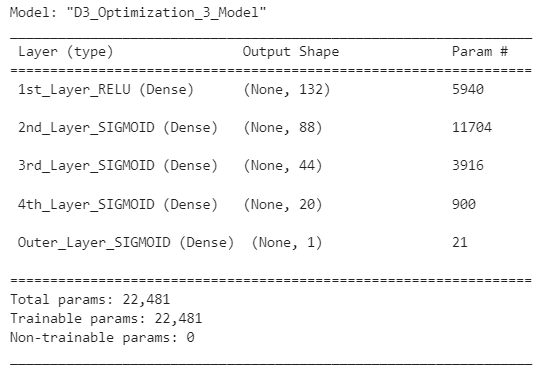 Model: "D3_Optimization_3_Model"
_________________________________________________________________
Layer (type)                Output Shape              Param #
=================================================================
1st_Layer_RELU (Dense)      (None, 132)               5940
2nd_Layer_SIGMOID (Dense)   (None, 88)                11704
3rd_Layer_SIGMOID (Dense)   (None, 44)                3916
4th_Layer_SIGMOID (Dense)   (None, 20)                900
Outer_Layer_SIGMOID (Dense)  (None, 1)                21
=================================================================
Total params: 22,481
Trainable params: 22,481
Non-trainable params: 0
_________________________________________________________________